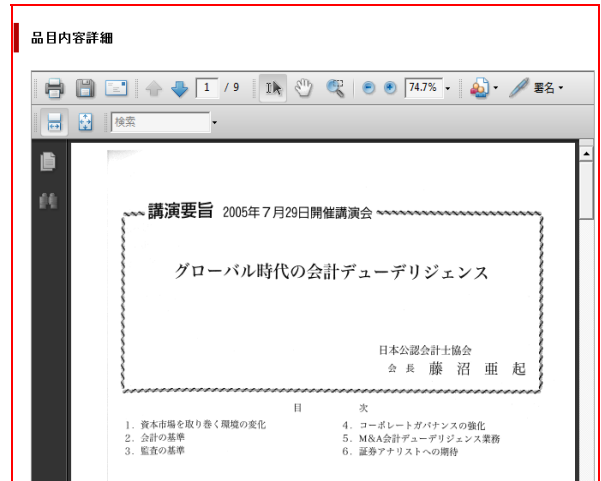 品目内容詳細
1 / 9
74.7%
署名
検索
講演要旨 2005年7月29日開催講演会
グローバル時代の会計デューデリジェンス
日本公認会計士協会
会長 藤沼亜起
目 次
1. 資本市場を取り巻く環境の変化
2. 会計の基準
3. 監査の基準
4. コーポレートガバナンスの強化
5. M&A会計デューデリジェンス業務
6. 証券アナリストへの期待